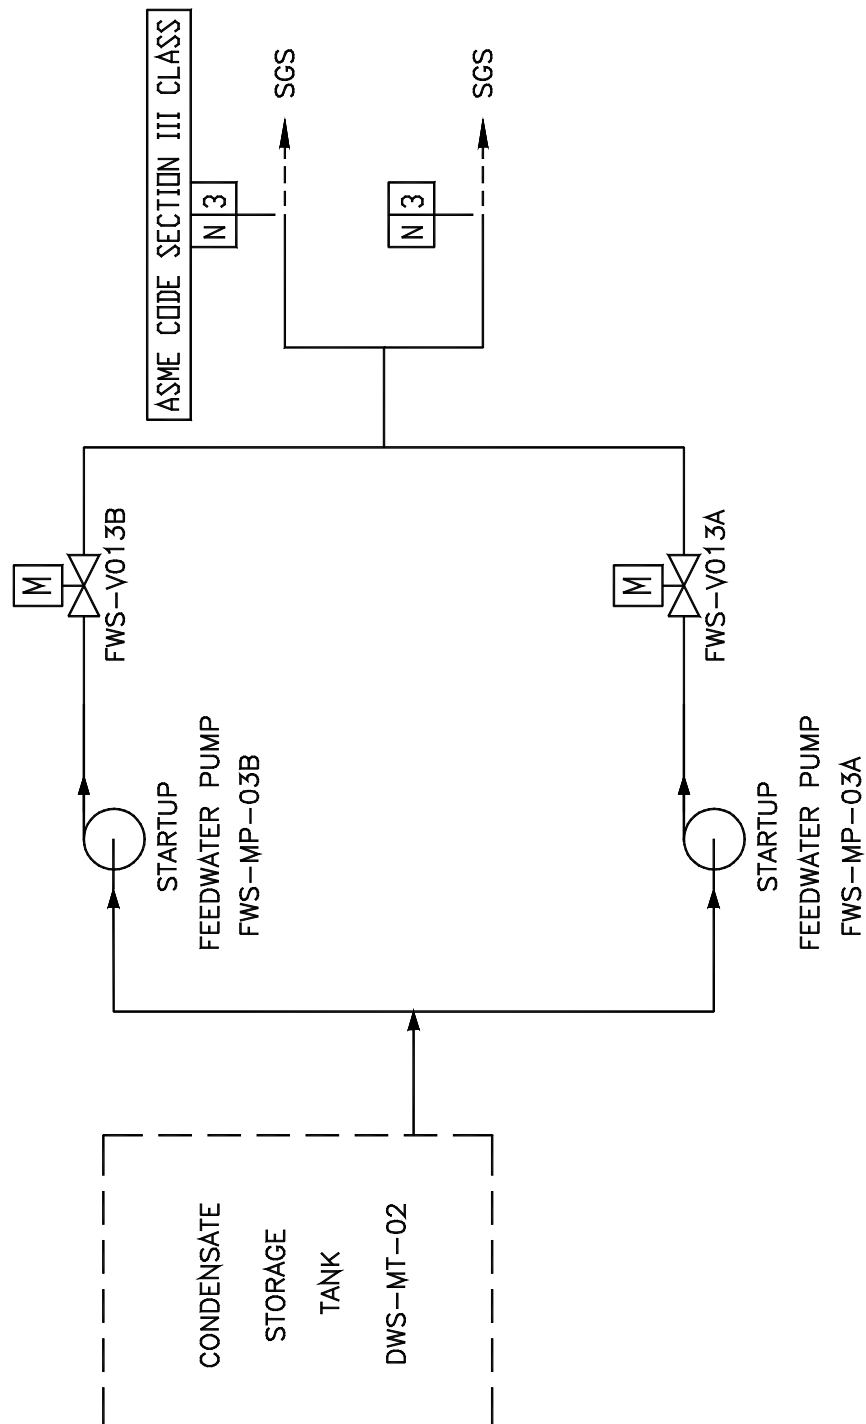 CONDENSATE
STORAGE
TANK
DWS-MT-02
STARTUP
FEEDWATER PUMP
FWS-MP-03B
M
FWS-V013B
STARTUP
FEEDWATER PUMP
FWS-MP-03A
M
FWS-V013A
ASME CODE SECTION III CLASS
N 3
SGS
N 3
SGS